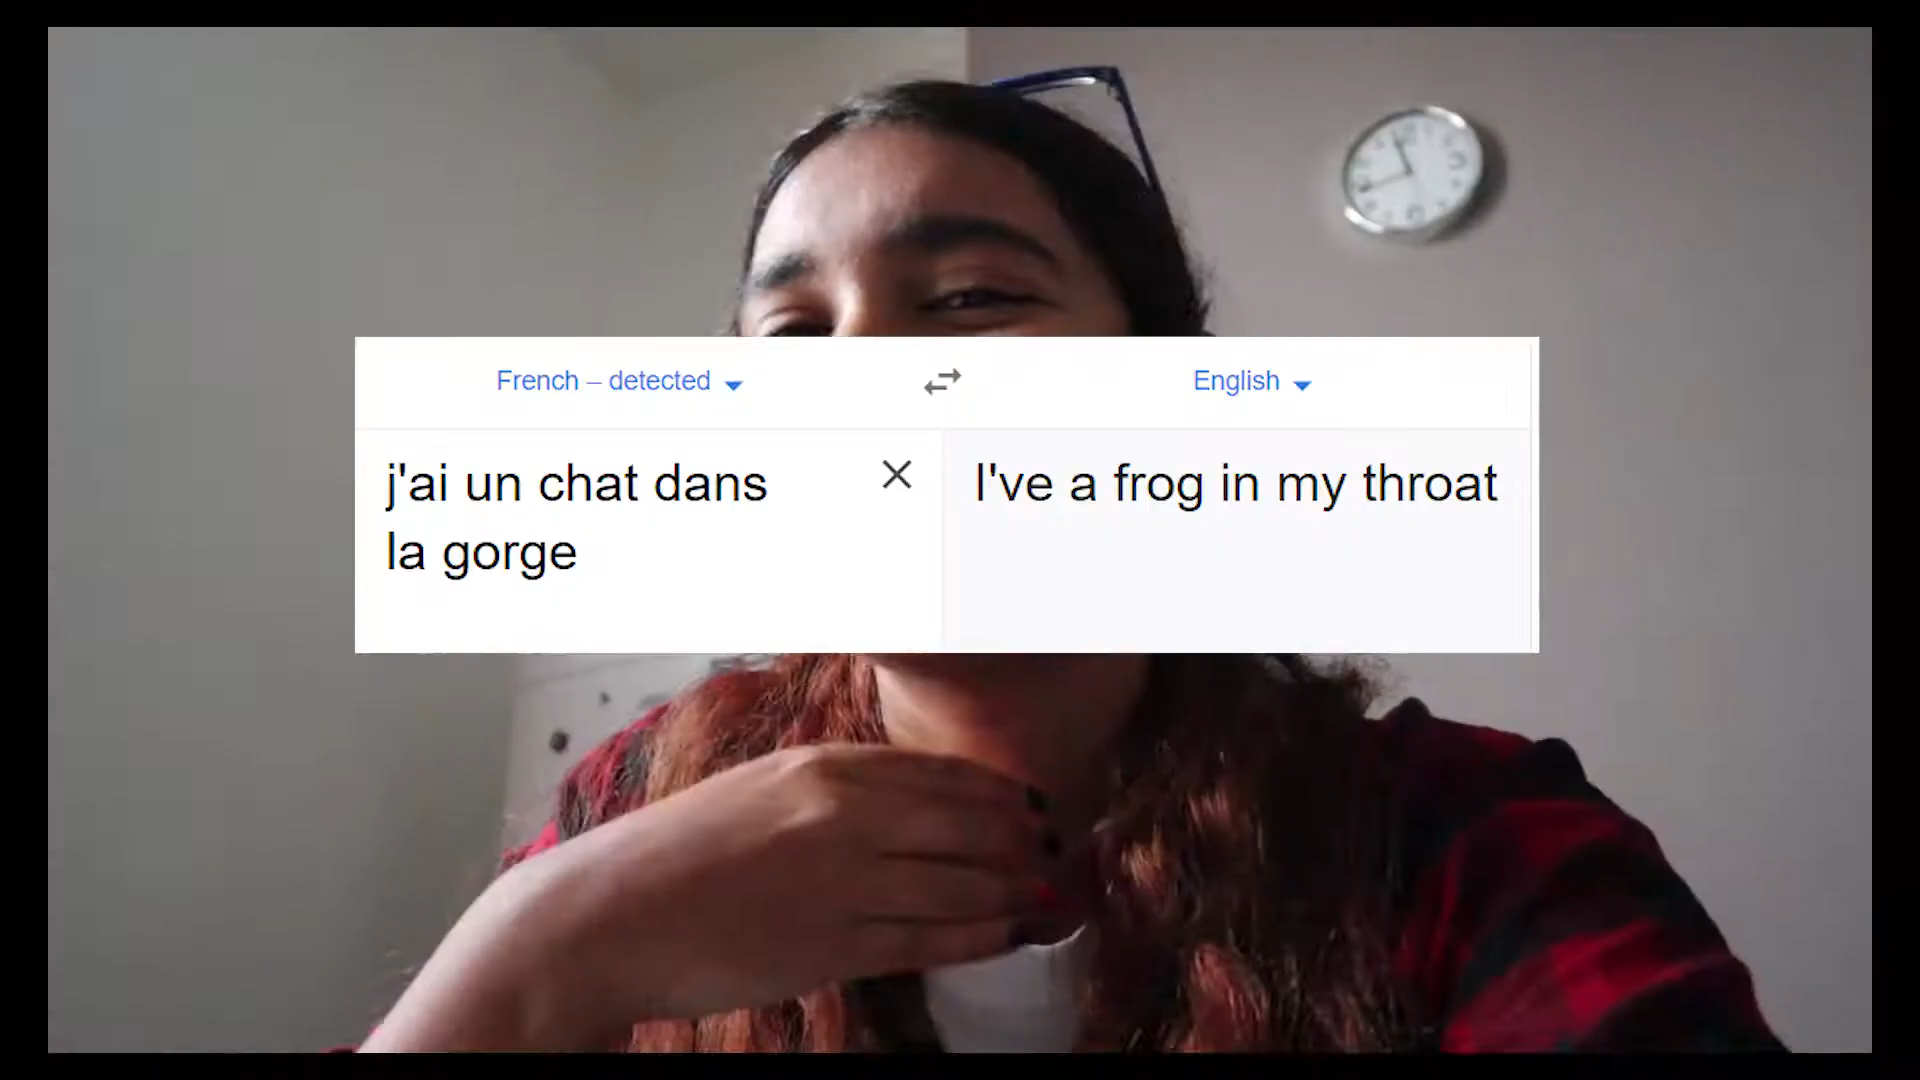 French – detected
English
j'ai un chat dans
la gorge
I've a frog in my throat